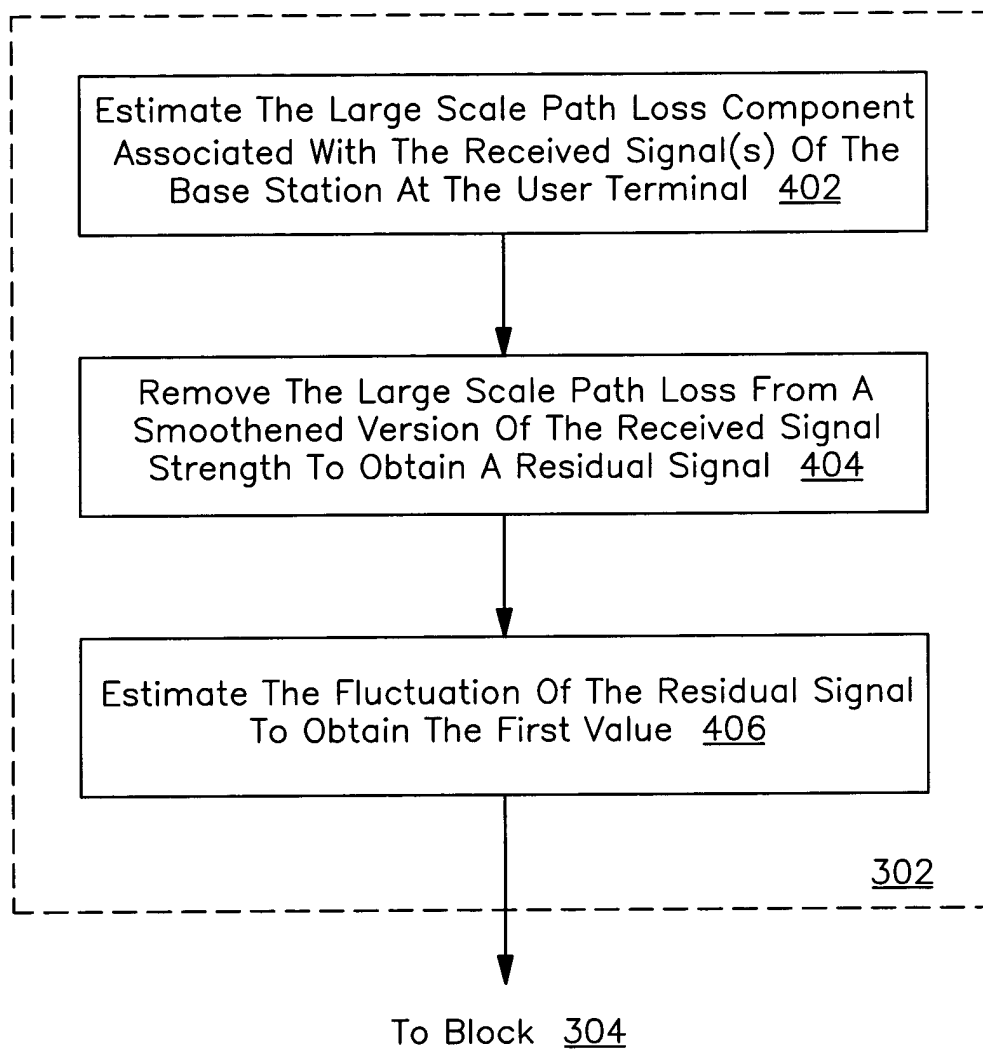 Estimate The Large Scale Path Loss Component
Associated With The Received Signal(s) Of The
Base Station At The User Terminal 402
Remove The Large Scale Path Loss From A
Smoothened Version Of The Received Signal
Strength To Obtain A Residual Signal 404
Estimate The Fluctuation Of The Residual Signal
To Obtain The First Value 406
302
To Block 304